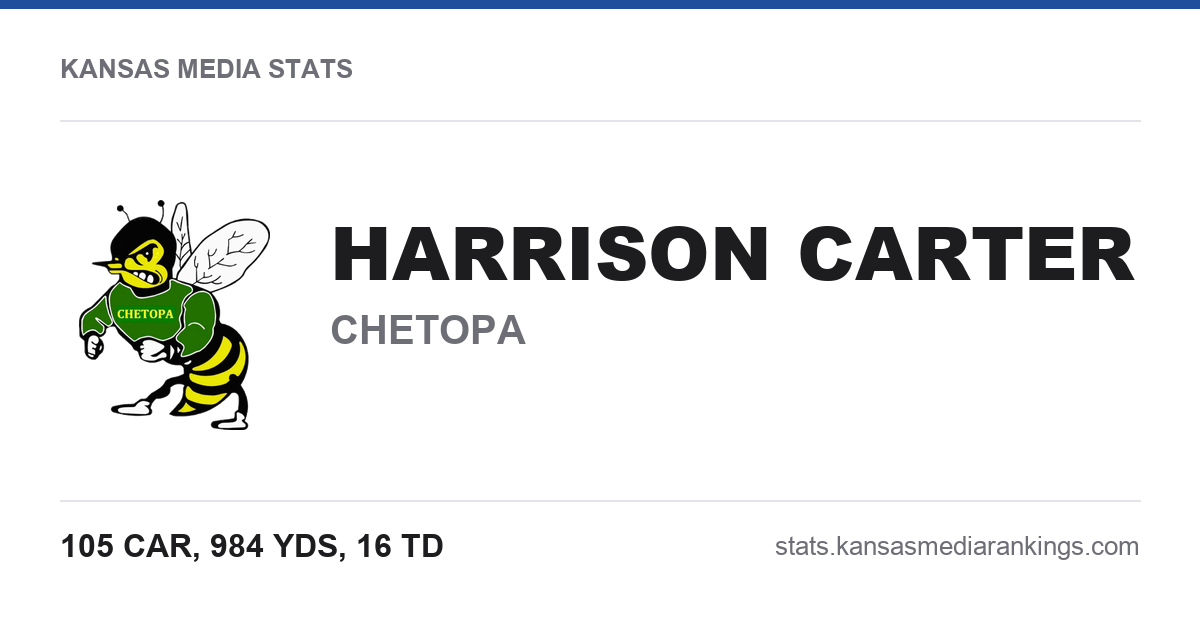 KANSAS MEDIA STATS
CHETOPA
HARRISON CARTER
CHETOPA
105 CAR, 984 YDS, 16 TD
stats.kansasmediarankings.com